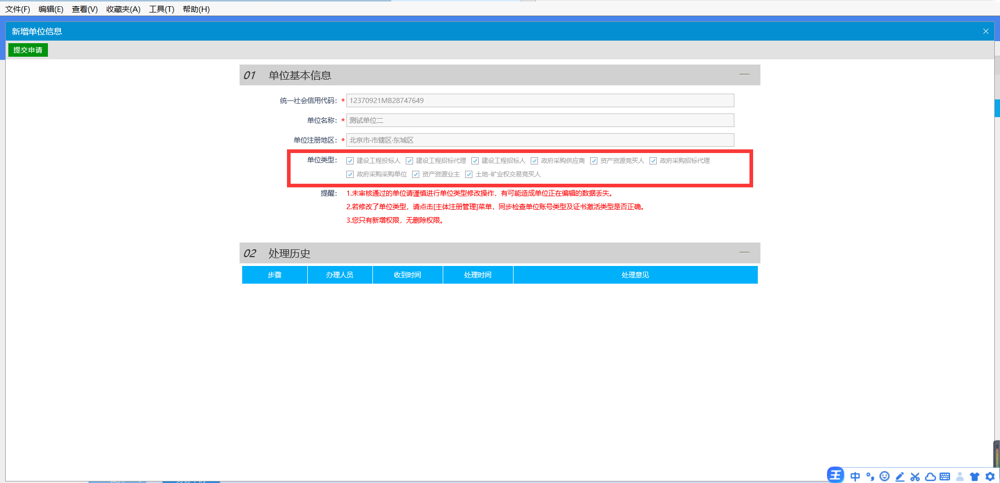 文件(F) 编辑(E) 查看(V) 收藏夹(A) 工具(T) 帮助(H)
新增单位信息
提交申请
01 单位基本信息
统一社会信用代码: * 12370921MB28747649
单位名称: * 测试单位二
单位注册地区: * 北京市·市辖区·东城区
单位类型: 建设工程投标人 建设工程招标代理 建设工程招标人 政府采购供应商 资产资源竞买人 政府采购招标代理
政府采购采购单位 资产资源业主 土地-矿业权交易竞买人
提醒: 1.未审核通过的单位请谨慎进行单位类型修改操作，有可能造成单位正在编辑的数据丢失。
2.若修改了单位类型，请点击[主体注册管理]菜单，同步检查单位账号类型及证书激活类型是否正确。
3.您只有新增权限，无删除权限。
02 处理历史
步骤 办理人员 收到时间 处理时间 处理意见
王 中